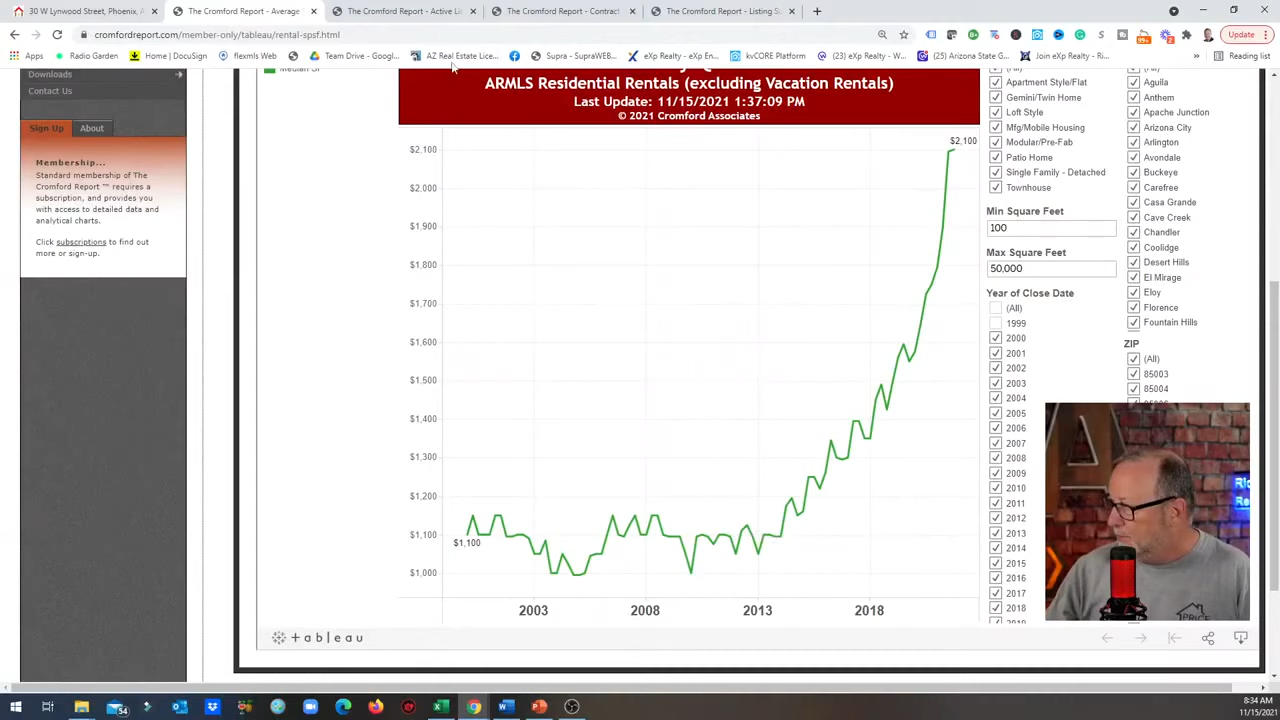 30 W Lynwood Street, Phoenix, A
The Cromford Report - Average
The Cromford Report - Active Li
The Cromford Report - Contract
The Cromford Report - Listing S
cromfordreport.com/member-only/tableau/rental-spsf.html
Update
Apps
Radio Garden
Home | DocuSign
flexmls Web
Team Drive - Googl...
AZ Real Estate Lice...
Supra - SupraWEB...
eXp Realty - eXp En...
kvCORE Platform
(23) eXp Realty - W...
(25) Arizona State G...
Join eXp Realty - Ri...
Reading list
Downloads
Contact Us
Sign Up
About
Membership...
Standard membership of The
Cromford Report ™ requires a
subscription, and provides you
with access to detailed data and
analytical charts.
Click subscriptions to find out
more or sign-up.
ARMLS Residential Rentals (excluding Vacation Rentals)
Last Update: 11/15/2021 1:37:09 PM
© 2021 Cromford Associates
$2,100
$2,100
$2,000
$1,900
$1,800
$1,700
$1,600
$1,500
$1,400
$1,300
$1,200
$1,100
$1,100
$1,000
2003
2008
2013
2018
Apartment Style/Flat
Gemini/Twin Home
Loft Style
Mfg/Mobile Housing
Modular/Pre-Fab
Patio Home
Single Family - Detached
Townhouse
Min Square Feet
100
Max Square Feet
50,000
Year of Close Date
(All)
1999
2000
2001
2002
2003
2004
2005
2006
2007
2008
2009
2010
2011
2012
2013
2014
2015
2016
2017
2018
Aguila
Anthem
Apache Junction
Arizona City
Arlington
Avondale
Buckeye
Carefree
Casa Grande
Cave Creek
Chandler
Coolidge
Desert Hills
El Mirage
Eloy
Florence
Fountain Hills
ZIP
(All)
85003
85004
PRICE
+ a b l e a u
54
8:34 AM
11/15/2021